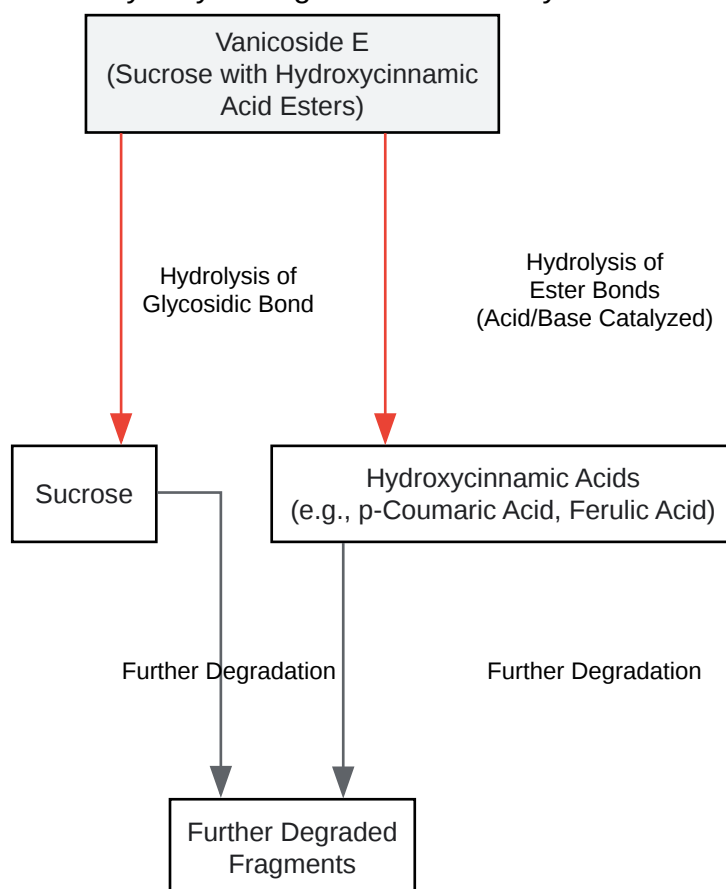 Vanicoside E
(Sucrose with Hydroxycinnamic
Acid Esters)
Hydrolysis of
Glycosidic Bond
Hydrolysis of
Ester Bonds
(Acid/Base Catalyzed)
Sucrose
Hydroxycinnamic Acids
(e.g., p-Coumaric Acid, Ferulic Acid)
Further Degradation
Further Degradation
Further Degraded
Fragments